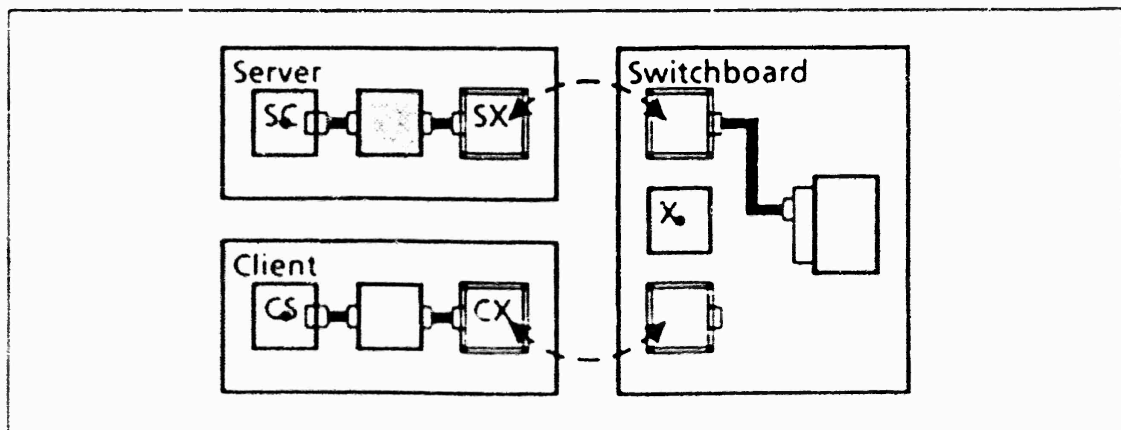 Server
SC
SX
Switchboard
X
Client
CS
CX